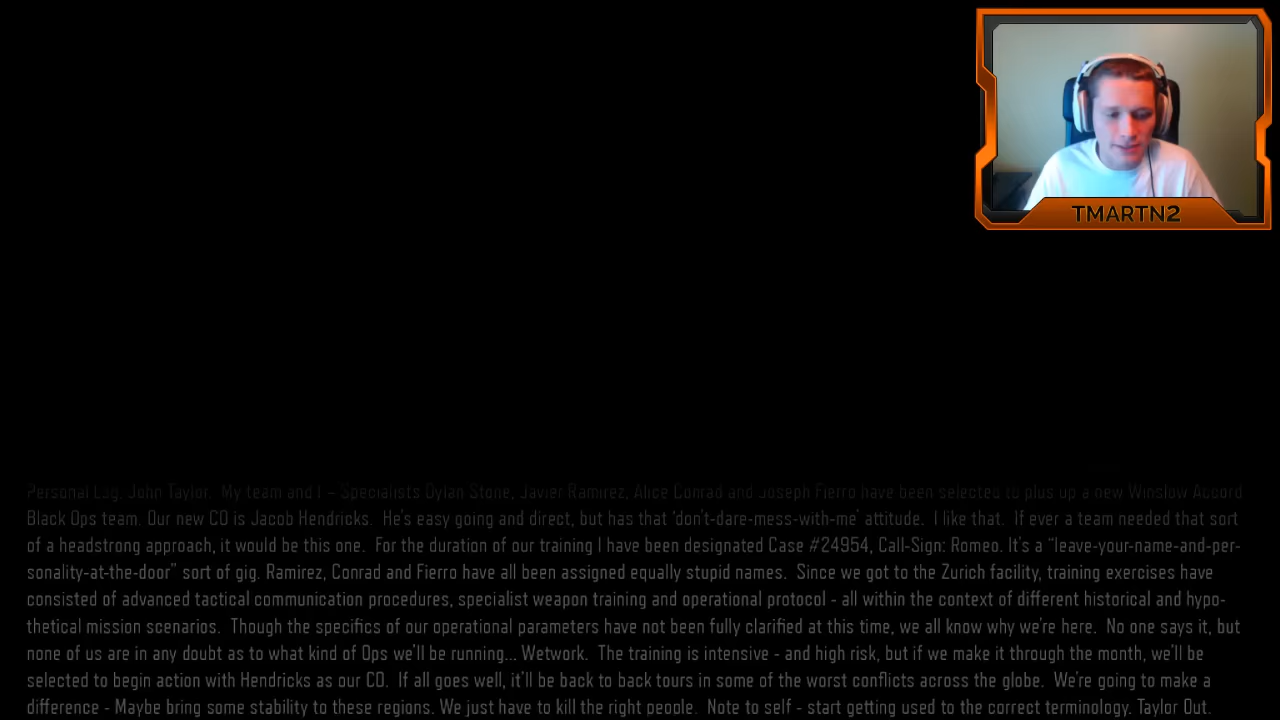 TMARTN2
Personal Log, John Taylor. My team and I - Specialists Dylan Stone, Javier Ramirez, Alice Conrad and Joseph Fierro have been selected to plus up a new Winslow Accord
Black Ops team. Our new CO is Jacob Hendricks. He's easy going and direct, but has that 'don't-dare-mess-with-me' attitude. I like that. If ever a team needed that sort
of a headstrong approach, it would be this one. For the duration of our training I have been designated Case #24954, Call-Sign: Romeo. It's a "leave-your-name-and-per-
sonality-at-the-door" sort of gig. Ramirez, Conrad and Fierro have all been assigned equally stupid names. Since we got to the Zurich facility, training exercises have
consisted of advanced tactical communication procedures, specialist weapon training and operational protocol - all within the context of different historical and hypo-
thetical mission scenarios. Though the specifics of our operational parameters have not been fully clarified at this time, we all know why we're here. No one says it, but
none of us are in any doubt as to what kind of Ops we'll be running... Wetwork. The training is intensive - and high risk, but if we make it through the month, we'll be
selected to begin action with Hendricks as our CO. If all goes well, it'll be back to back tours in some of the worst conflicts across the globe. We're going to make a
difference - Maybe bring some stability to these regions. We just have to kill the right people. Note to self - start getting used to the correct terminology. Taylor Out.